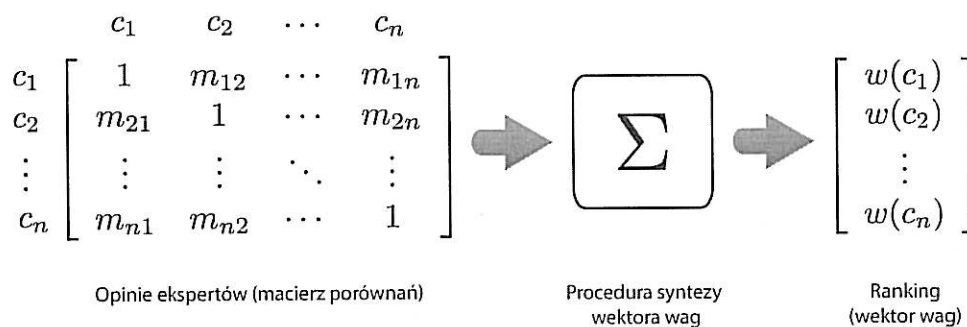 c₁ c₂ ⋯ cₙ
c₁ 1 m₁₂ ⋯ m₁ₙ
c₂ m₂₁ 1 ⋯ m₂ₙ
⋮ ⋮ ⋮ ⋱ ⋮
cₙ mₙ₁ mₙ₂ ⋯ 1
Σ
w(c₁)
w(c₂)
⋮
w(cₙ)
Opinie ekspertów (macierz porównań)
Procedura syntezy
wektora wag
Ranking
(wektor wag)